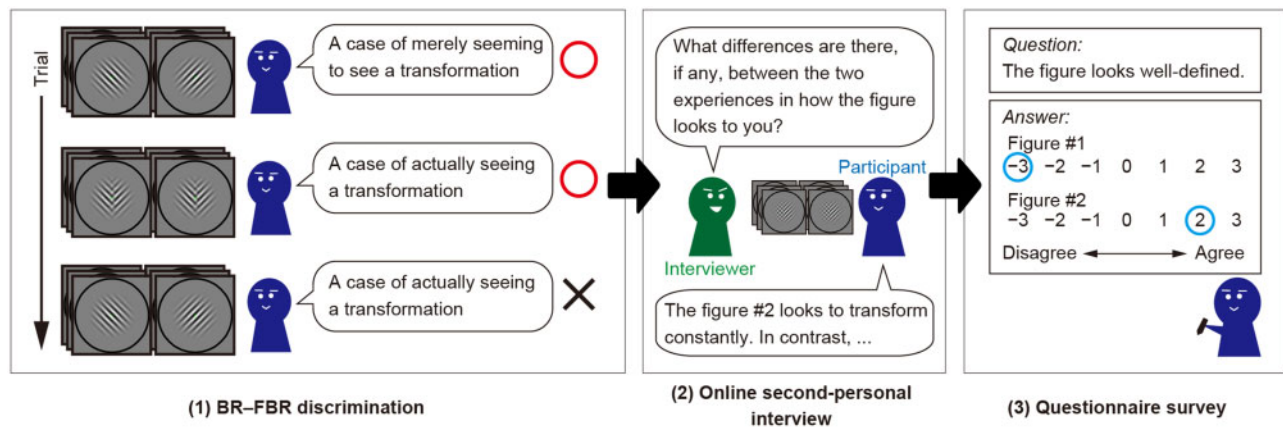 Trial
A case of merely seeming
to see a transformation
A case of actually seeing
a transformation
A case of actually seeing
a transformation
(1) BR–FBR discrimination
What differences are there,
if any, between the two
experiences in how the figure
looks to you?
Participant
Interviewer
The figure #2 looks to transform
constantly. In contrast, ...
(2) Online second-personal
interview
Question:
The figure looks well-defined.
Answer:
Figure #1
−3 −2 −1 0 1 2 3
Figure #2
−3 −2 −1 0 1 2 3
Disagree Agree
(3) Questionnaire survey